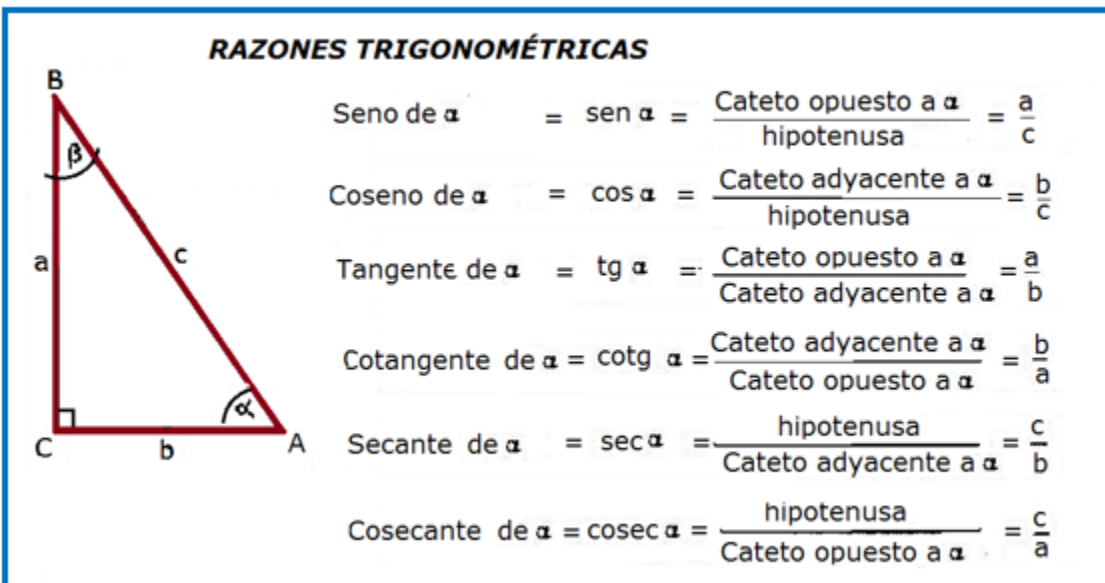 RAZONES TRIGONOMÉTRICAS
B
β
a
c
C
b
α
A
Seno de α = sen α = Cateto opuesto a α / hipotenusa = a / c
Coseno de α = cos α = Cateto adyacente a α / hipotenusa = b / c
Tangente de α = tg α = Cateto opuesto a α / Cateto adyacente a α = a / b
Cotangente de α = cotg α = Cateto adyacente a α / Cateto opuesto a α = b / a
Secante de α = sec α = hipotenusa / Cateto adyacente a α = c / b
Cosecante de α = cosec α = hipotenusa / Cateto opuesto a α = c / a